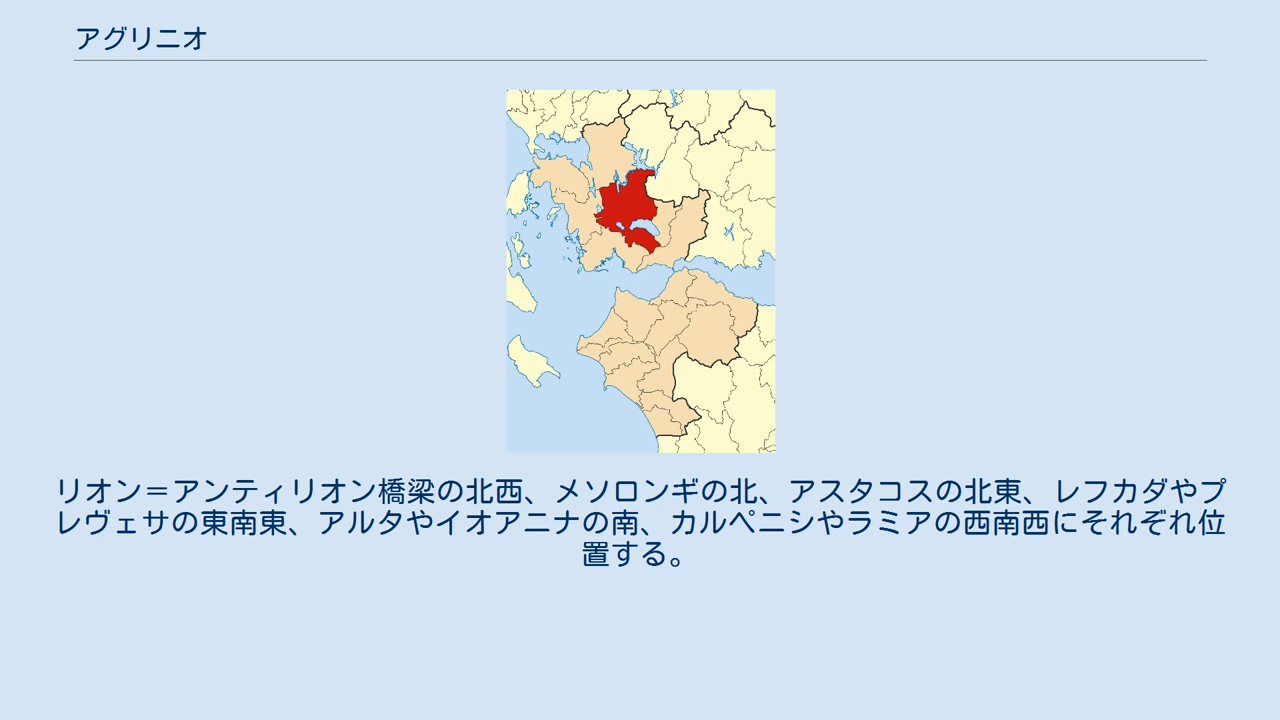 アグリニオ
リオン＝アンティリオン橋梁の北西、メソロンギの北、アスタコスの北東、レフカダやプ
レヴェサの東南東、アルタやイオアニナの南、カルペニシやラミアの西南西にそれぞれ位
置する。